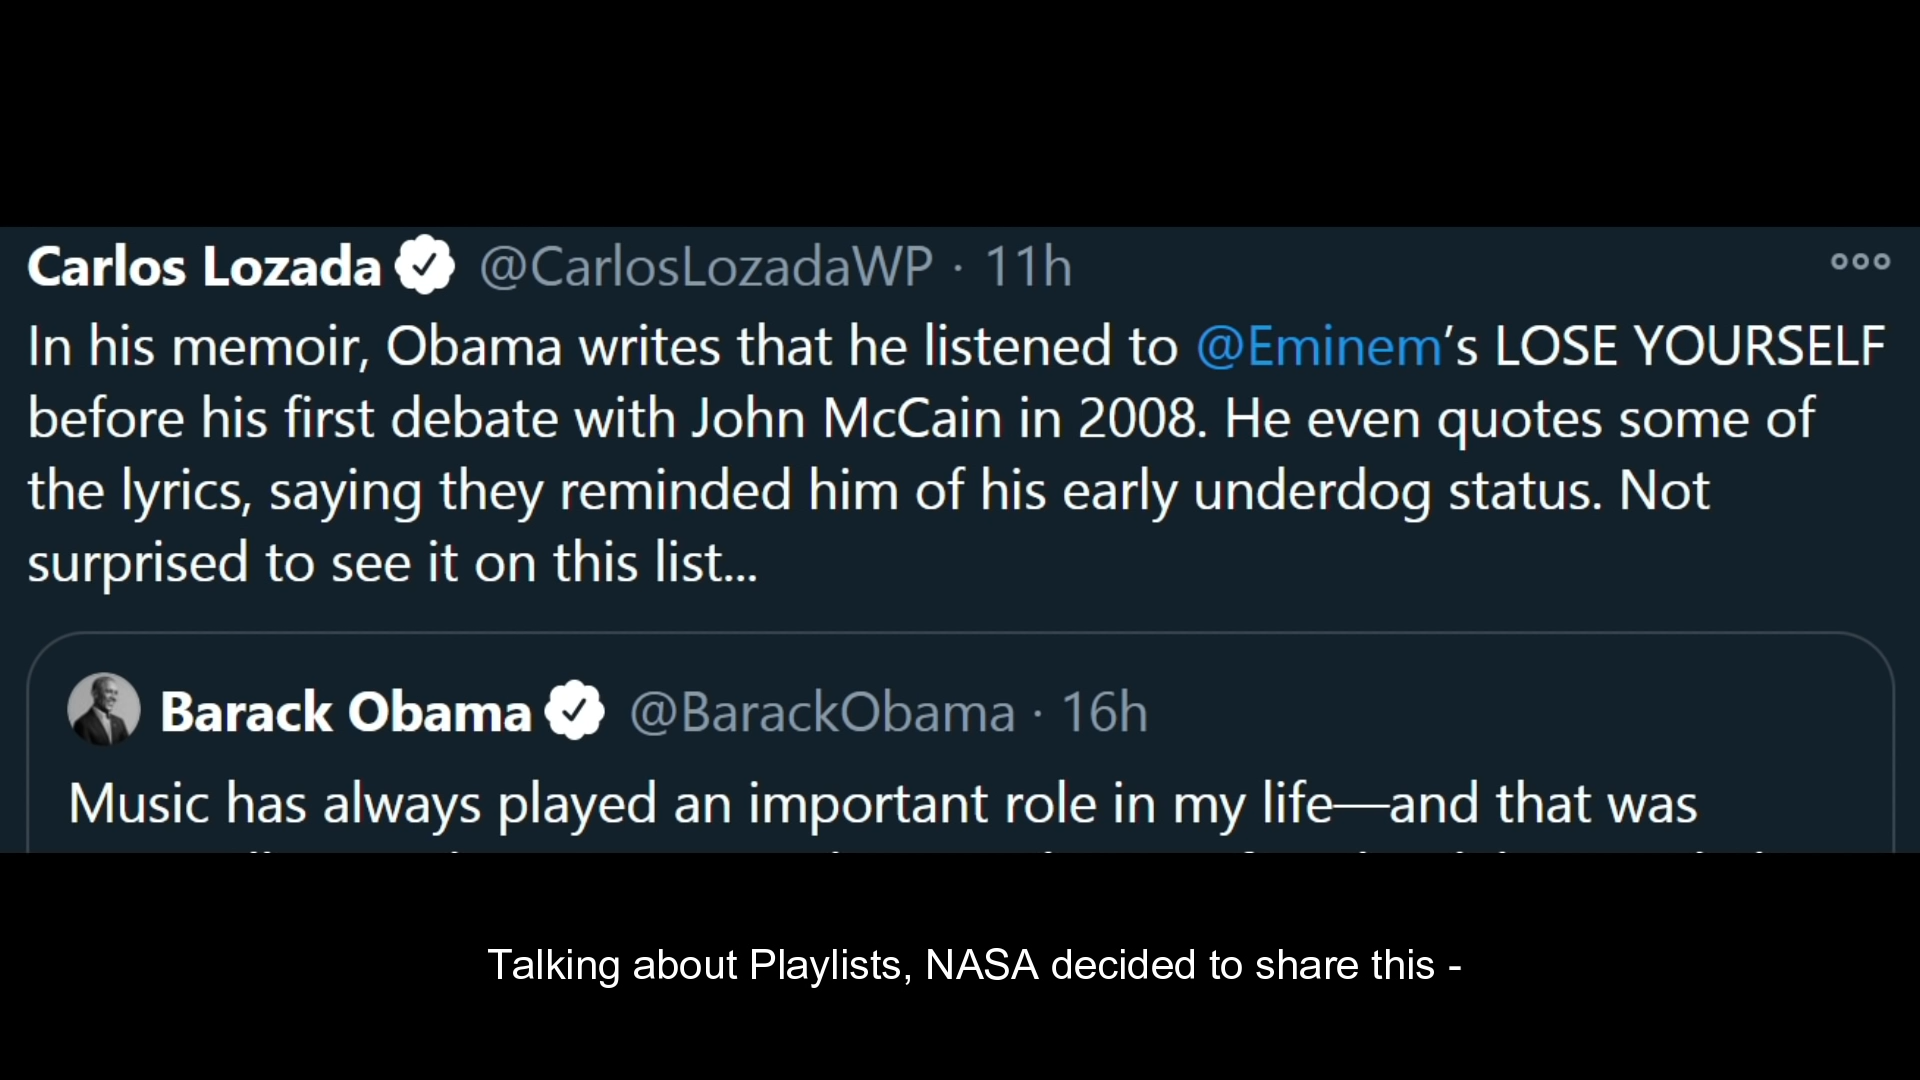 Carlos Lozada @CarlosLozadaWP · 11h
In his memoir, Obama writes that he listened to @Eminem’s LOSE YOURSELF
before his first debate with John McCain in 2008. He even quotes some of
the lyrics, saying they reminded him of his early underdog status. Not
surprised to see it on this list...
Barack Obama @BarackObama · 16h
Music has always played an important role in my life—and that was
Talking about Playlists, NASA decided to share this -